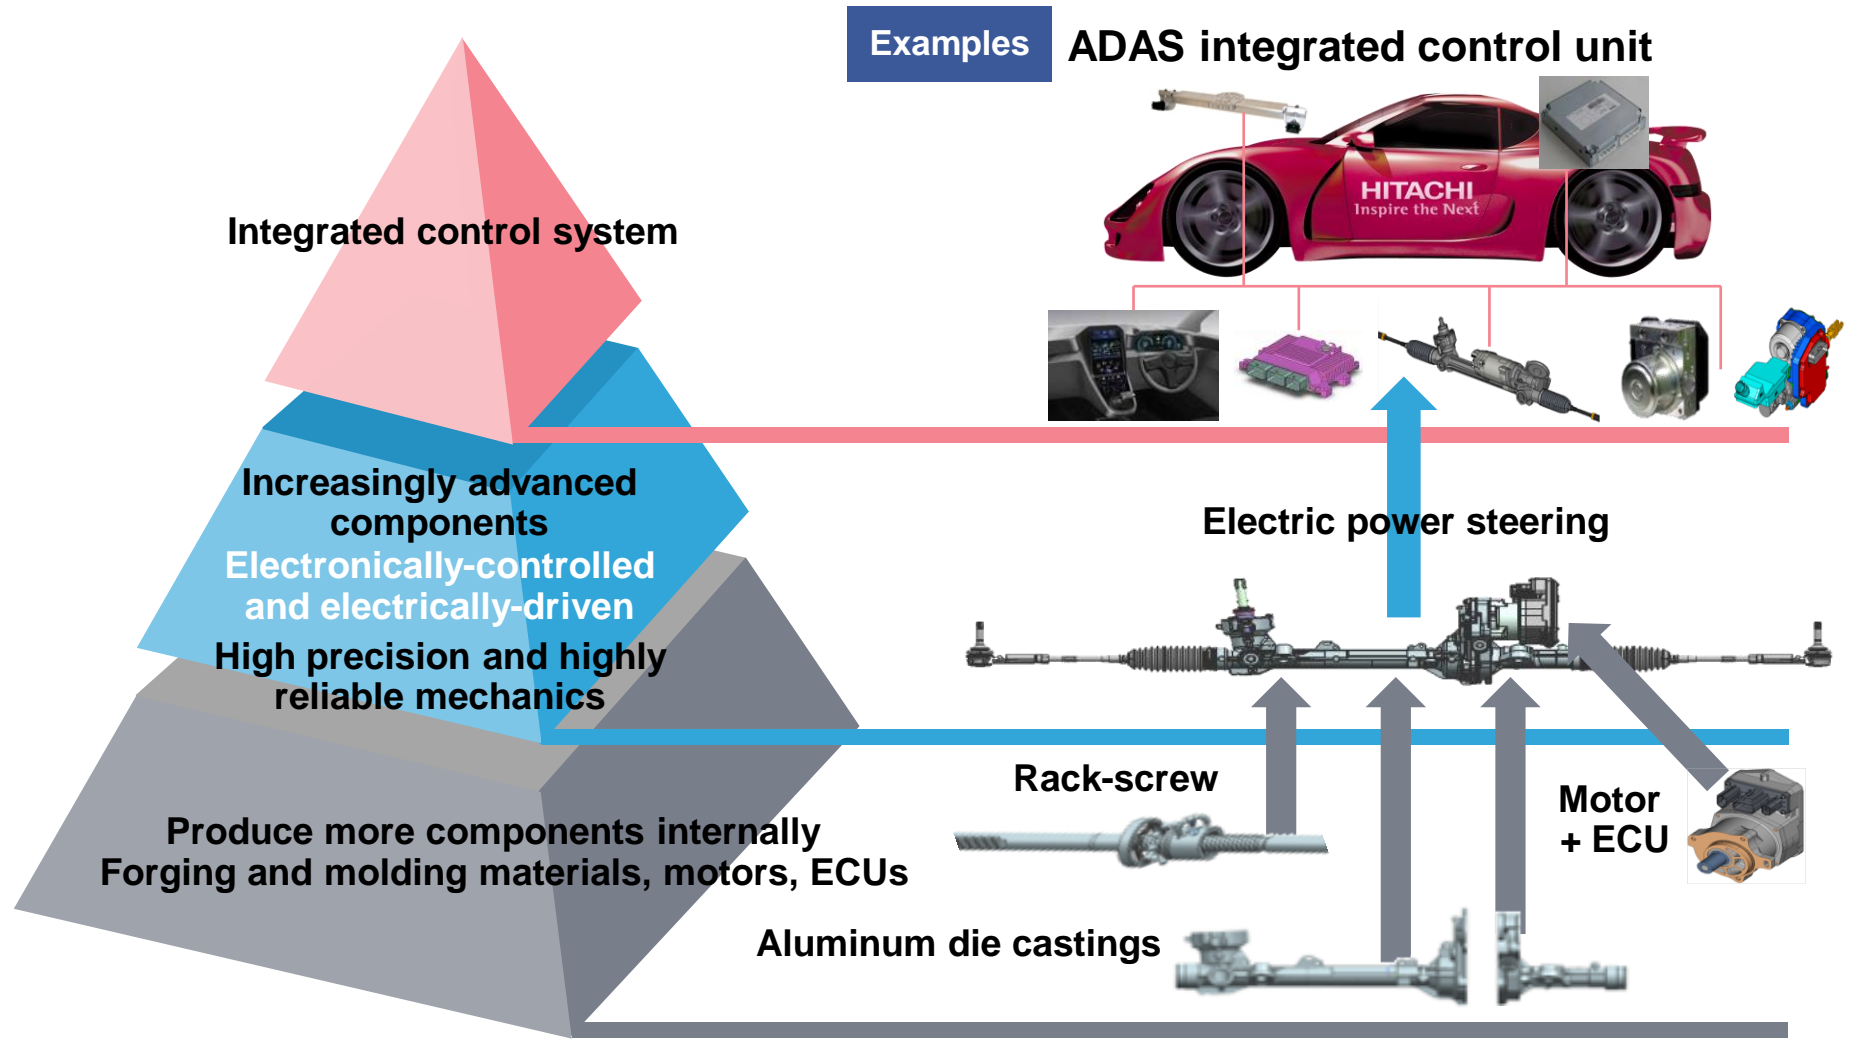 Examples
ADAS integrated control unit
HITACHI
Inspire the Next
Integrated control system
Increasingly advanced
components
Electronically-controlled
and electrically-driven
High precision and highly
reliable mechanics
Electric power steering
Produce more components internally
Forging and molding materials, motors, ECUs
Rack-screw
Motor
+ ECU
Aluminum die castings